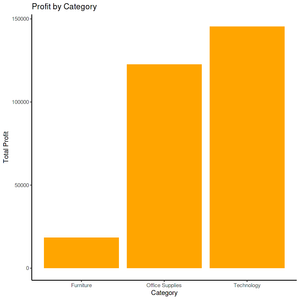 Profit by Category
150000
100000
50000
0
Total Profit
Furniture
Office Supplies
Technology
Category